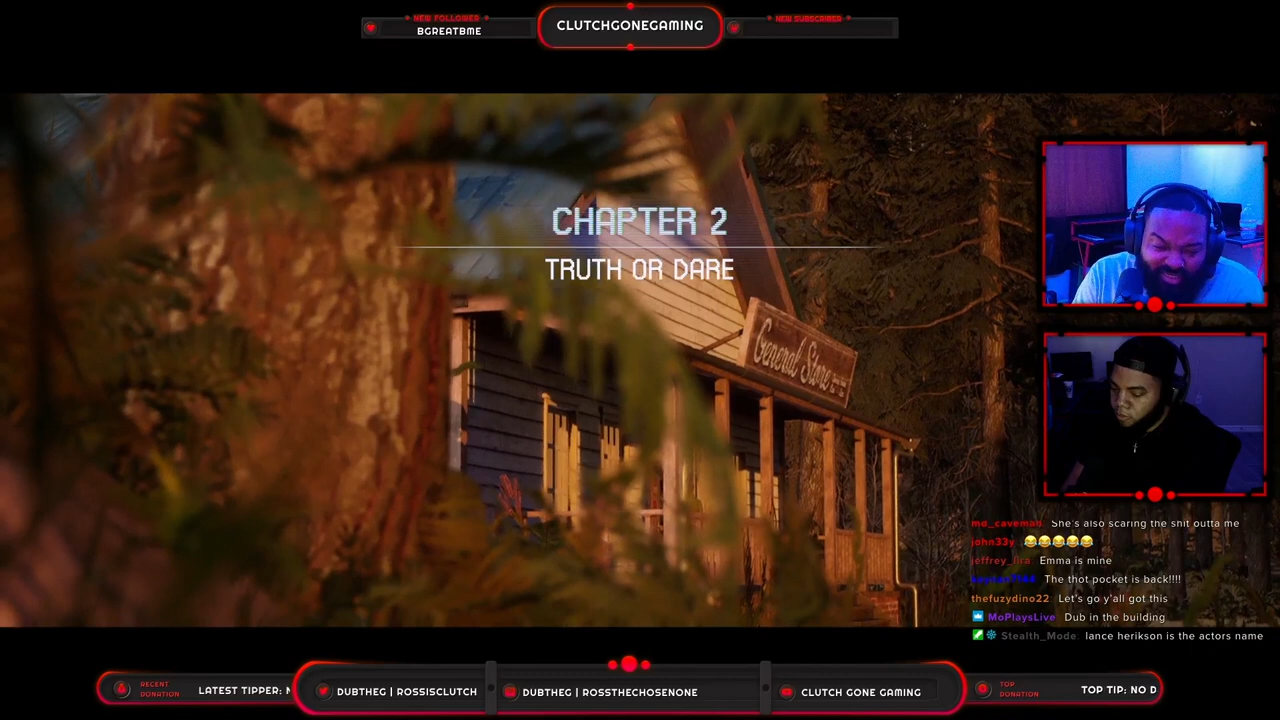 NEW FOLLOWER
BGREATBME
CLUTCHGONEGAMING
NEW SUBSCRIBER
CHAPTER 2
TRUTH OR DARE
General Store
md_caveman She's also scaring the shit outta me
john33y 😂😂😂😂😂
jeffrey_lira Emma is mine
The thot pocket is back!!!!
thefuzydino22 Let's go y'all got this
MoPlaysLive Dub in the building
Stealth_Mode lance herikson is the actors name
RECENT DONATION
LATEST TIPPER: N
DUBTHEG | ROSSISCLUTCH
DUBTHEG | ROSSTHECHOSENONE
CLUTCH GONE GAMING
TOP DONATION
TOP TIP: NO D